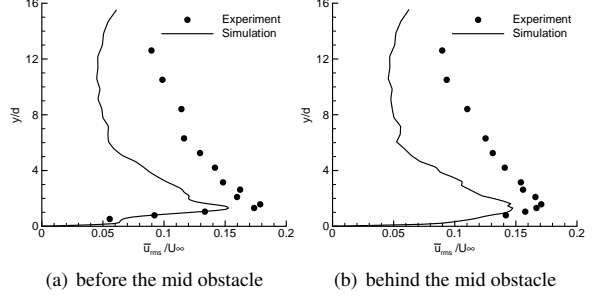 16
12
8
4
0
y/d
Experiment
Simulation
0 0.05 0.1 0.15 0.2
u̅rms /U∞
(a) before the mid obstacle
16
12
8
4
0
y/d
Experiment
Simulation
0 0.05 0.1 0.15 0.2
u̅rms /U∞
(b) behind the mid obstacle